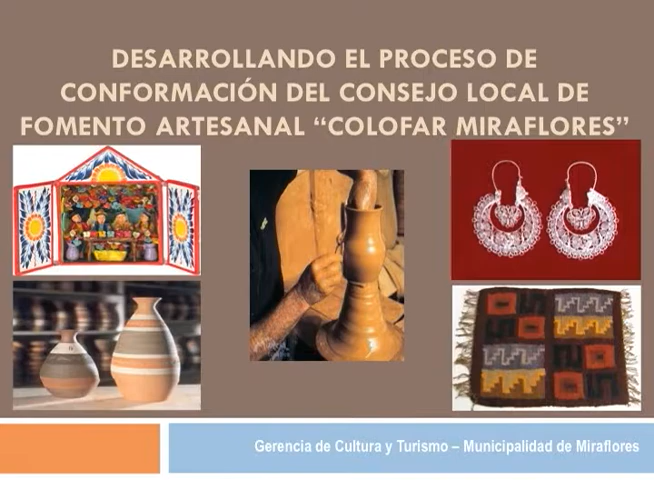 DESARROLLANDO EL PROCESO DE
CONFORMACIÓN DEL CONSEJO LOCAL DE
FOMENTO ARTESANAL “COLOFAR MIRAFLORES”
Gerencia de Cultura y Turismo – Municipalidad de Miraflores